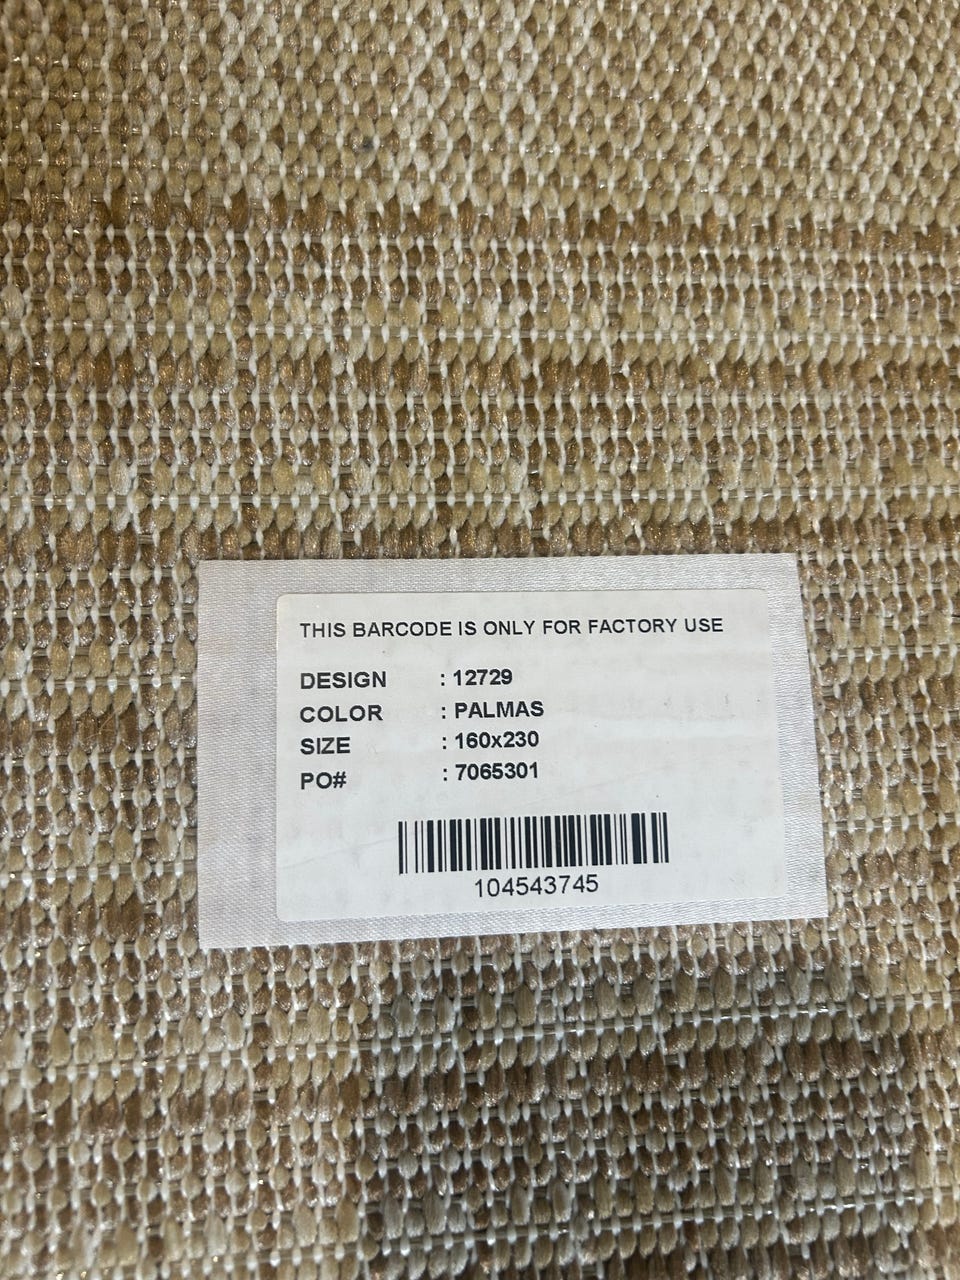 THIS BARCODE IS ONLY FOR FACTORY USE
DESIGN : 12729
COLOR : PALMAS
SIZE : 160x230
PO# : 7065301
104543745